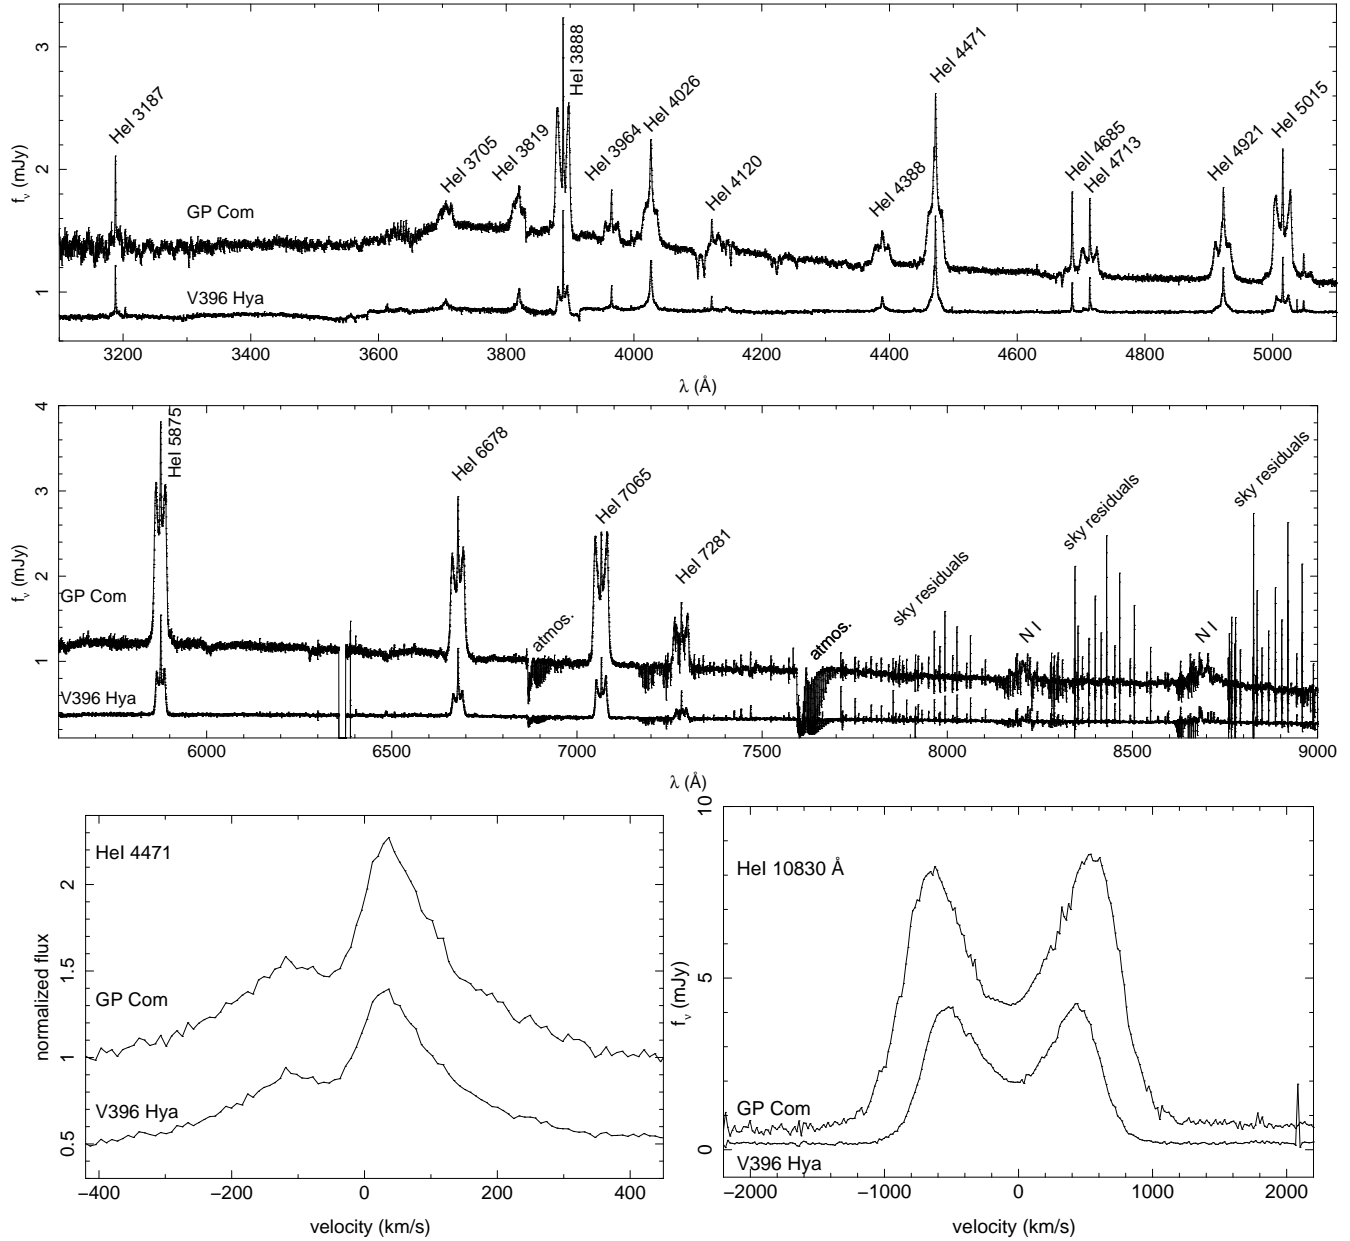 3
2
1
f_ν (mJy)
HeI 3187
HeI 3705
HeI 3819
HeI 3888
HeI 3964
HeI 4026
HeI 4120
HeI 4388
HeI 4471
HeII 4685
HeI 4713
HeI 4921
HeI 5015
GP Com
V396 Hya
3200 3400 3600 3800 4000 4200 4400 4600 4800 5000
λ (Å)
4
3
2
1
f_ν (mJy)
HeI 5875
HeI 6678
atmos.
HeI 7065
HeI 7281
atmos.
sky residuals
N I
sky residuals
N I
sky residuals
GP Com
V396 Hya
6000 6500 7000 7500 8000 8500 9000
λ (Å)
HeI 4471
2
1.5
1
0.5
normalized flux
GP Com
V396 Hya
−400 −200 0 200 400
velocity (km/s)
10
5
0
f_ν (mJy)
HeI 10830 Å
GP Com
V396 Hya
−2000 −1000 0 1000 2000
velocity (km/s)